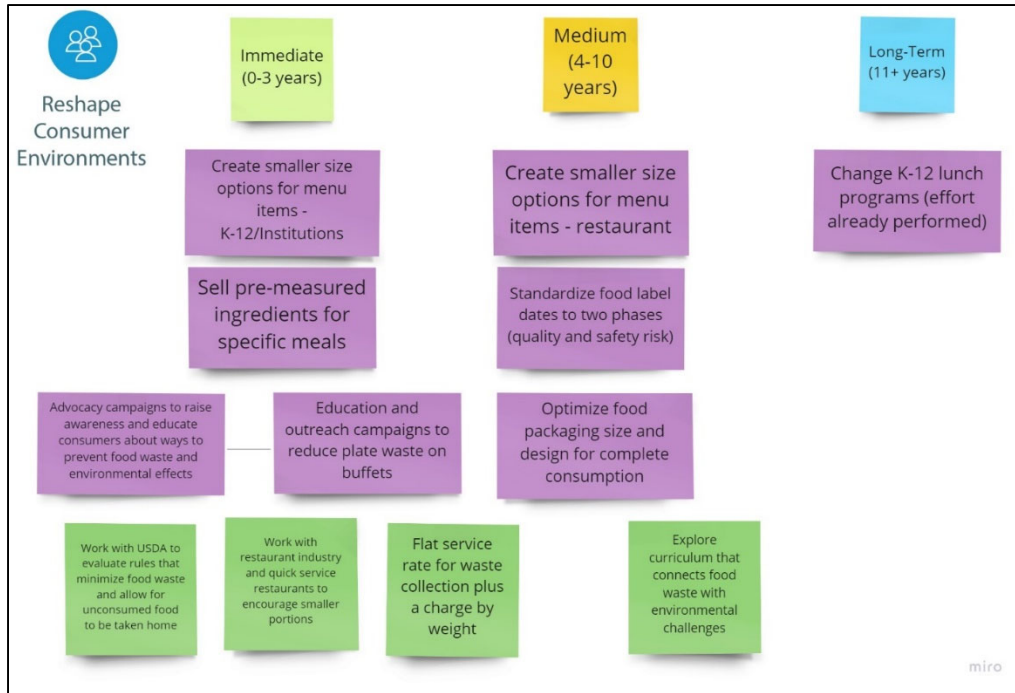 Reshape
Consumer
Environments
Immediate
(0-3 years)
Medium
(4-10
years)
Long-Term
(11+ years)
Create smaller size
options for menu
items -
K-12/Institutions
Create smaller size
options for menu
items - restaurant
Change K-12 lunch
programs (effort
already performed)
Sell pre-measured
ingredients for
specific meals
Standardize food label
dates to two phases
(quality and safety risk)
Advocacy campaigns to raise
awareness and educate
consumers about ways to
prevent food waste and
environmental effects
Education and
outreach campaigns to
reduce plate waste on
buffets
Optimize food
packaging size and
design for complete
consumption
Work with USDA to
evaluate rules that
minimize food waste
and allow for
unconsumed food
to be taken home
Work with
restaurant industry
and quick service
restaurants to
encourage smaller
portions
Flat service
rate for waste
collection plus
a charge by
weight
Explore
curriculum that
connects food
waste with
environmental
challenges
miro